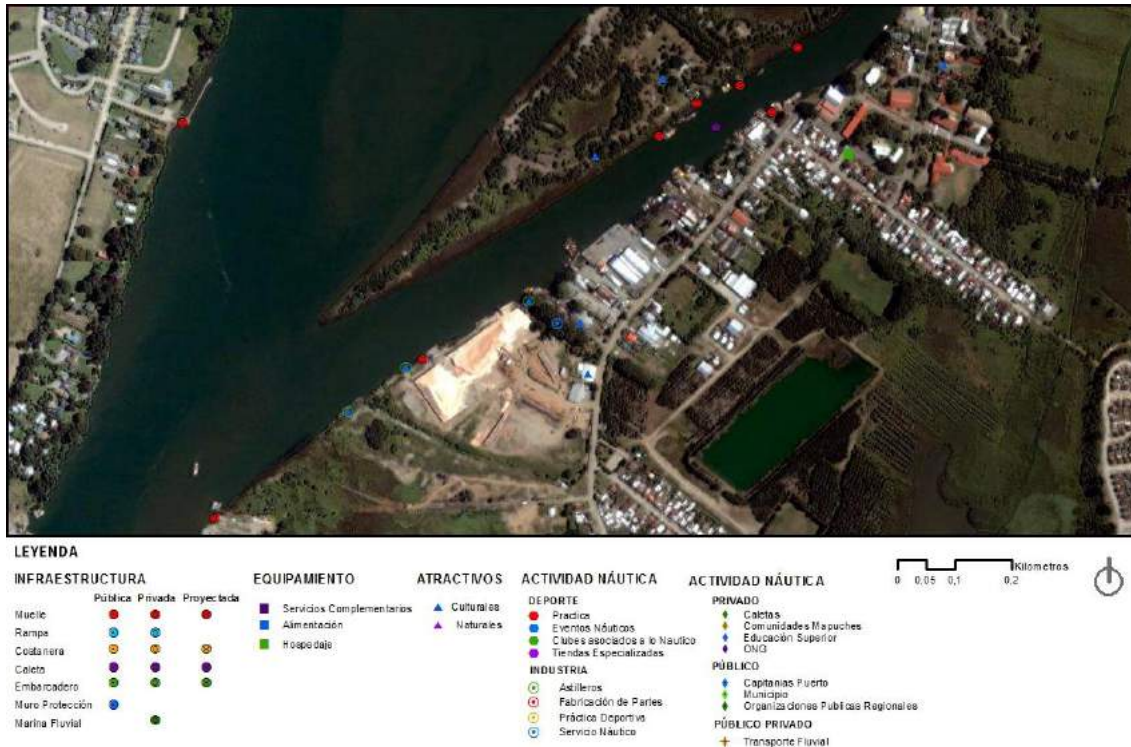 LEYENDA
INFRAESTRUCTURA
Pública Privada Proyectada
Muelle
Rampa
Costanera
Caleta
Embarcadero
Muro Protección
Marina Fluvial
EQUIPAMIENTO
Servicios Complementarios
Alimentación
Hospedaje
ATRACTIVOS
Culturales
Naturales
ACTIVIDAD NÁUTICA
DEPORTE
Practica
Eventos Náuticos
Clubes asociados a lo Nautico
Tiendas Especializadas
INDUSTRIA
Astilleros
Fabricación de Partes
Práctica Deportiva
Servicio Náutico
ACTIVIDAD NÁUTICA
PRIVADO
Caletas
Comunidades Mapuches
Educación Superior
ONG
PÚBLICO
Capitanias Puerto
Municipio
Organizaciones Publicas Regionales
PÚBLICO PRIVADO
Transporte Fluvial
Kilometros
0 0,05 0,1 0,2